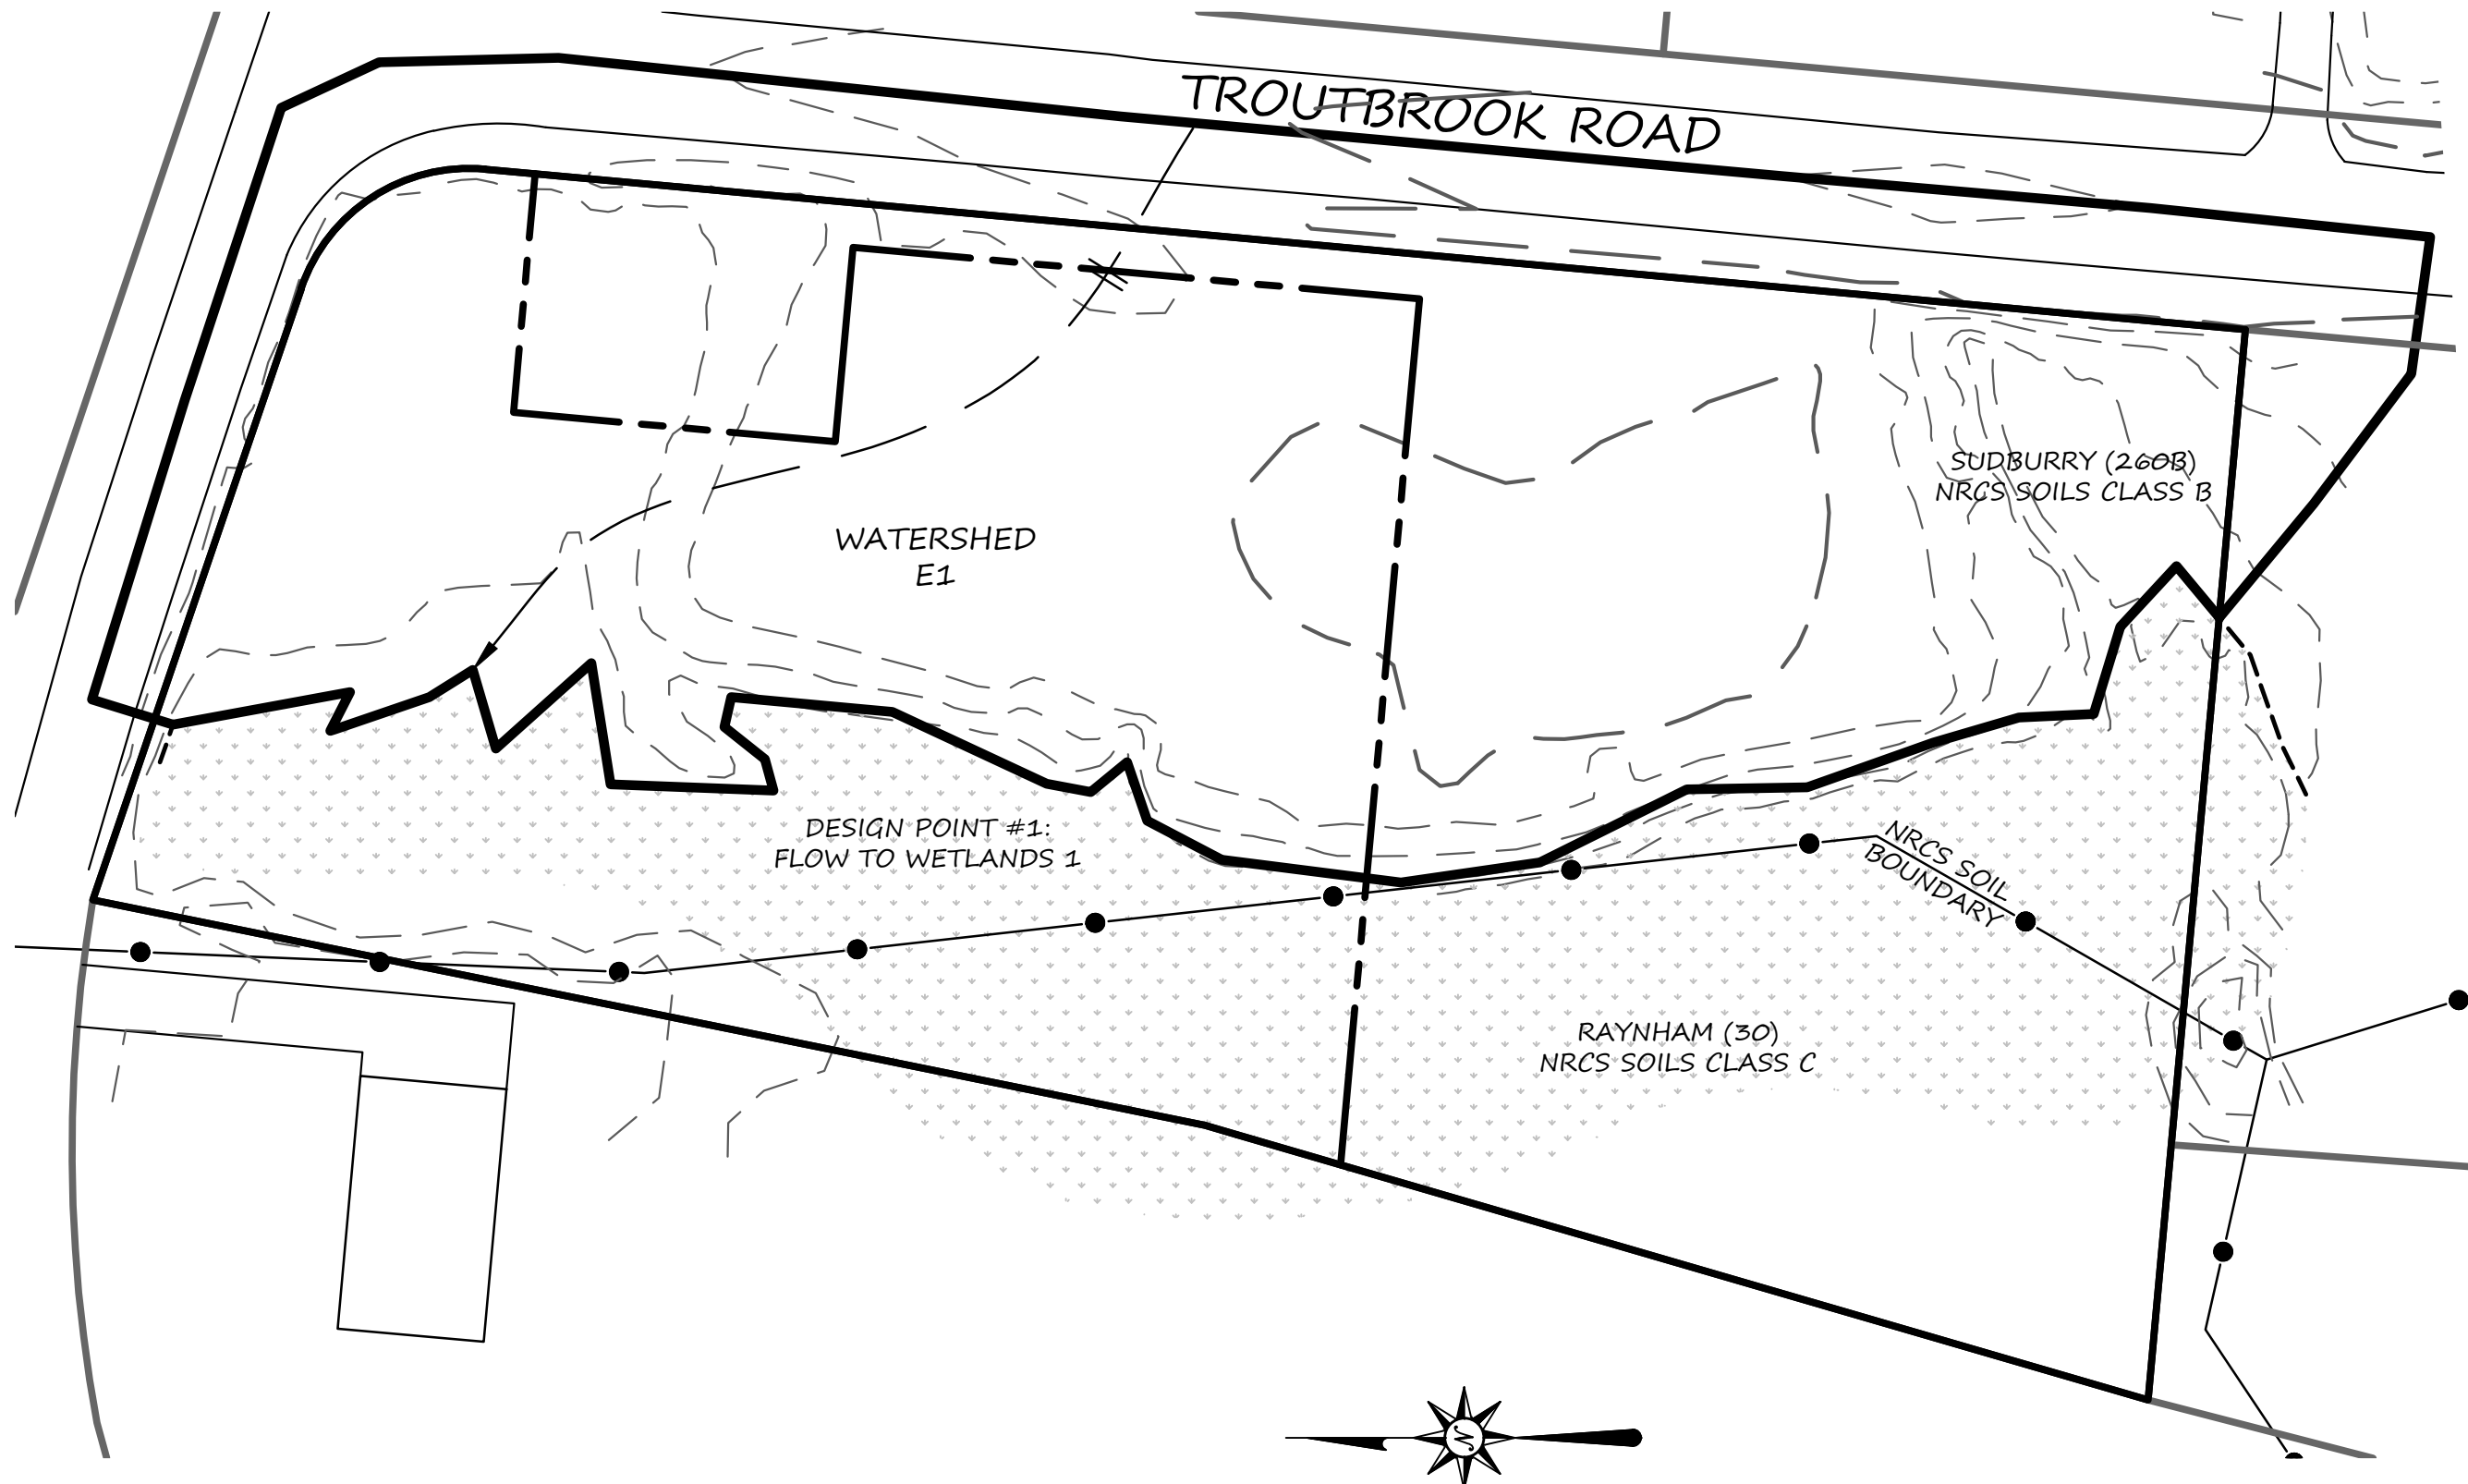 TROUTBROOK ROAD
SUDBURRY (260B)
NRCS SOILS CLASS B
WATERSHED
E1
DESIGN POINT #1:
FLOW TO WETLANDS 1
NRCS SOIL
BOUNDARY
RAYNHAM (30)
NRCS SOILS CLASS C
N